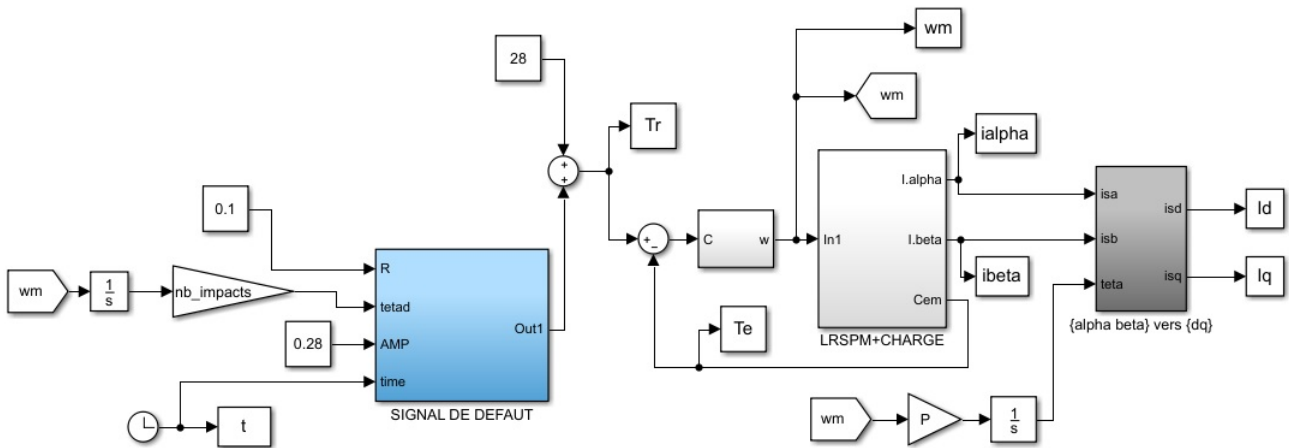 wm
28
wm
Tr
ialpha
0.1
I.alpha
isa
isd
Id
+
+
R
+
−
C
w
In1
I.beta
isb
wm
1
s
nb_impacts
tetad
ibeta
isq
Iq
Out1
Cem
teta
0.28
AMP
Te
LRSPM+CHARGE
{alpha beta} vers {dq}
time
SIGNAL DE DEFAUT
t
wm
P
1
s